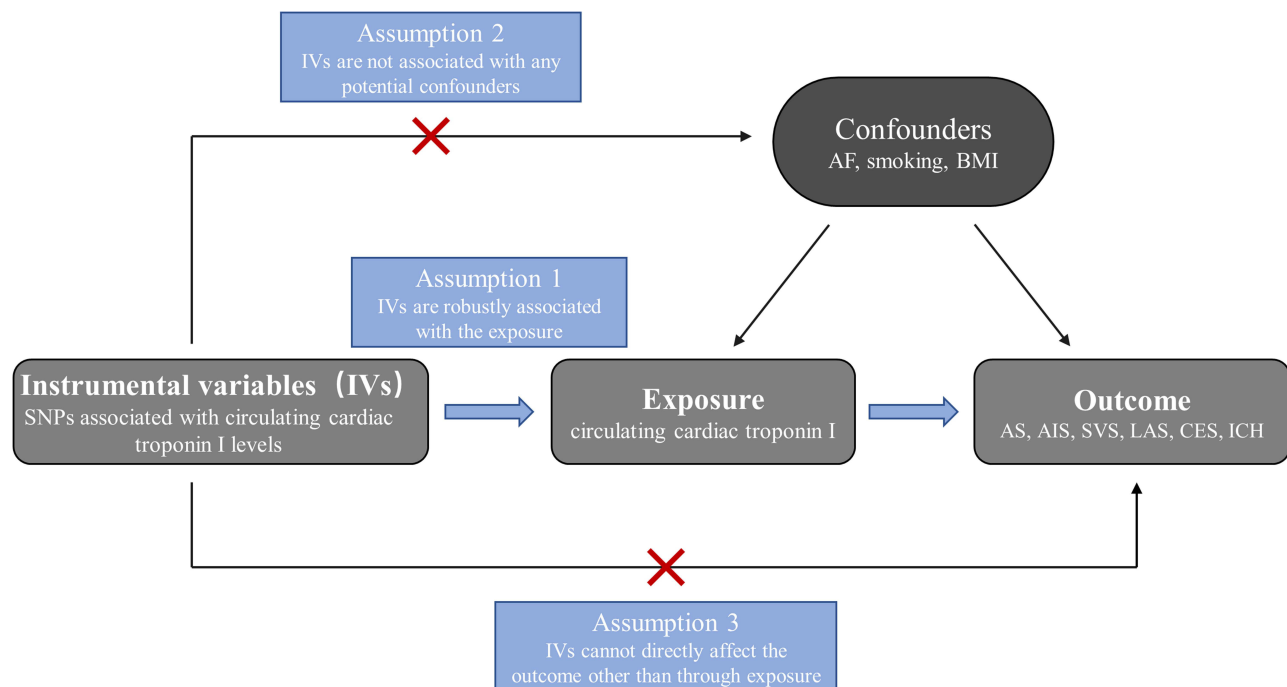 Assumption 2
IVs are not associated with any
potential confounders
Confounders
AF, smoking, BMI
Assumption 1
IVs are robustly associated
with the exposure
Instrumental variables（IVs）
SNPs associated with circulating cardiac
troponin I levels
Exposure
circulating cardiac troponin I
Outcome
AS, AIS, SVS, LAS, CES, ICH
Assumption 3
IVs cannot directly affect the
outcome other than through exposure